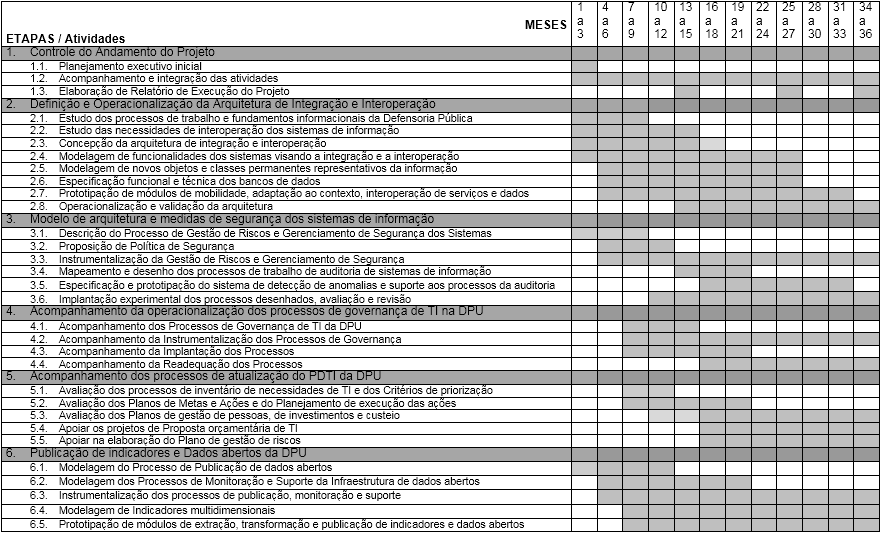 MESES
1 a 3
4 a 6
7 a 9
10 a 12
13 a 15
16 a 18
19 a 21
22 a 24
25 a 27
28 a 30
31 a 33
34 a 36
ETAPAS / Atividades
1. Controle do Andamento do Projeto
1.1. Planejamento executivo inicial
1.2. Acompanhamento e integração das atividades
1.3. Elaboração de Relatório de Execução do Projeto
2. Definição e Operacionalização da Arquitetura de Integração e Interoperação
2.1. Estudo dos processos de trabalho e fundamentos informacionais da Defensoria Pública
2.2. Estudo das necessidades de interoperação dos sistemas de informação
2.3. Concepção da arquitetura de integração e interoperação
2.4. Modelagem de funcionalidades dos sistemas visando a integração e a interoperação
2.5. Modelagem de novos objetos e classes permanentes representativos da informação
2.6. Especificação funcional e técnica dos bancos de dados
2.7. Prototipação de módulos de mobilidade, adaptação ao contexto, interoperação de serviços e dados
2.8. Operacionalização e validação da arquitetura
3. Modelo de arquitetura e medidas de segurança dos sistemas de informação
3.1. Descrição do Processo de Gestão de Riscos e Gerenciamento de Segurança dos Sistemas
3.2. Proposição de Política de Segurança
3.3. Instrumentalização da Gestão de Riscos e Gerenciamento de Segurança
3.4. Mapeamento e desenho dos processos de trabalho de auditoria de sistemas de informação
3.5. Especificação e prototipação do sistema de detecção de anomalias e suporte aos processos da auditoria
3.6. Implantação experimental dos processos desenhados, avaliação e revisão
4. Acompanhamento da operacionalização dos processos de governança de TI na DPU
4.1. Acompanhamento dos Processos de Governança de TI da DPU
4.2. Acompanhamento da Instrumentalização dos Processos de Governança
4.3. Acompanhamento da Implantação dos Processos
4.4. Acompanhamento da Readequação dos Processos
5. Acompanhamento dos processos de atualização do PDTI da DPU
5.1. Avaliação dos processos de inventário de necesidades de TI e dos Critérios de priorização
5.2. Avaliação dos Planos de Metas e Ações e do Planejamento de execução das ações
5.3. Avaliação dos Planos de gestão de pessoas, de investimentos e custeio
5.4. Apoiar os projetos de Proposta orçamentária de TI
5.5. Apoiar na elaboração do Plano de gestão de riscos
6. Publicação de indicadores e Dados abertos da DPU
6.1. Modelagem do Processo de Publicação de dados abertos
6.2. Modelagem dos Processos de Monitoração e Suporte da Infraestrutura de dados abertos
6.3. Instrumentalização dos processos de publicação, monitoração e suporte
6.4. Modelagem de Indicadores multidimensionais
6.5. Prototipação de módulos de extração, transformação e publicação de indicadores e dados abertos